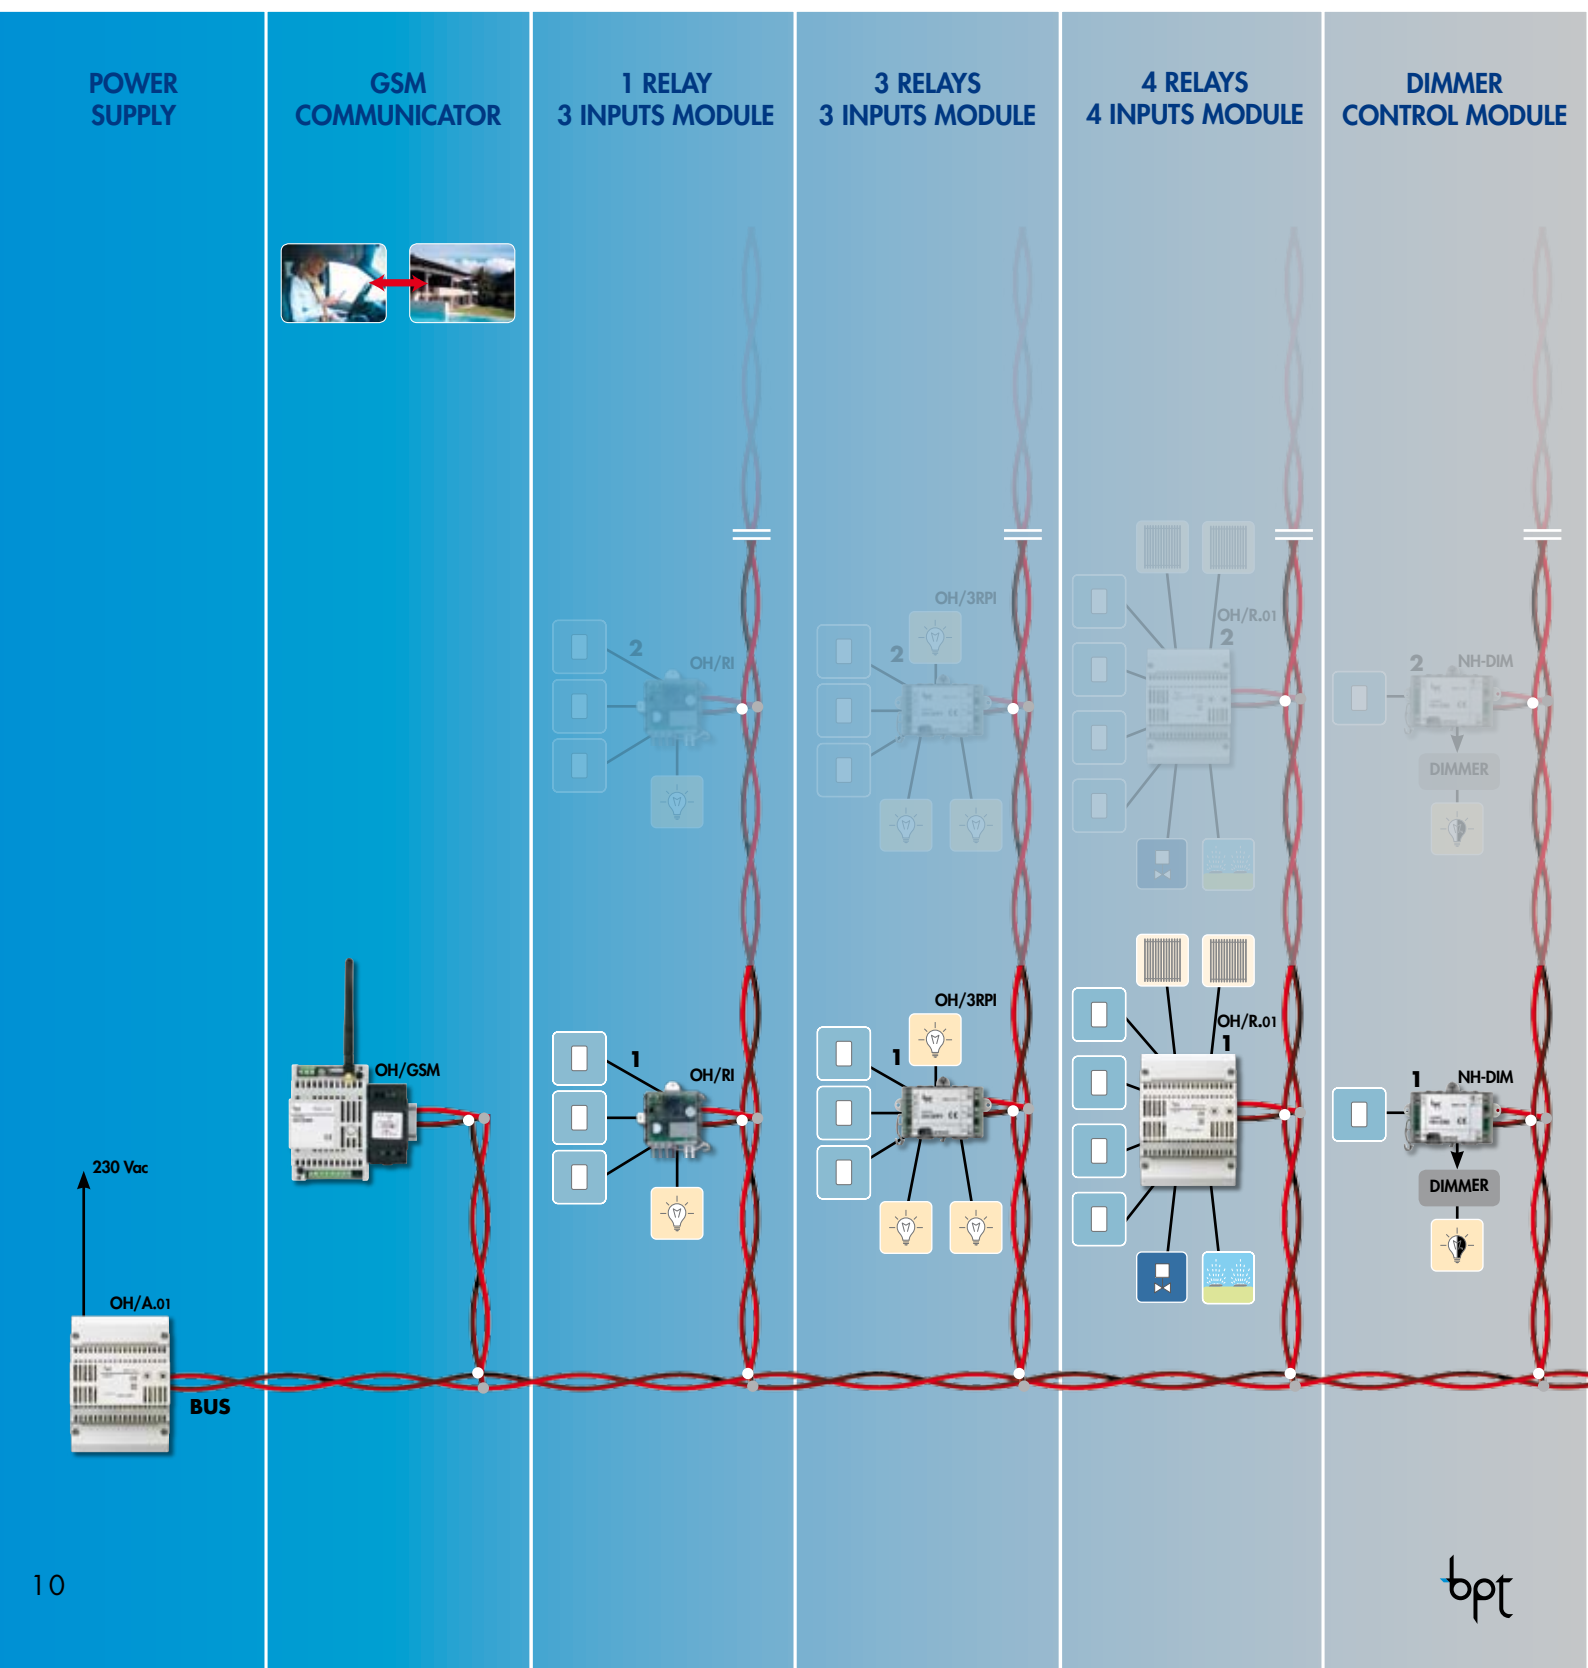 POWER
SUPPLY
GSM
COMMUNICATOR
1 RELAY
3 INPUTS MODULE
3 RELAYS
3 INPUTS MODULE
4 RELAYS
4 INPUTS MODULE
DIMMER
CONTROL MODULE
OH/3RPI
OH/R.01
2
2
OH/RI
2
2
NH-DIM
DIMMER
OH/3RPI
OH/R.01
1
OH/GSM
1
OH/RI
1
1
NH-DIM
DIMMER
230 Vac
OH/A.01
BUS
10
bpt